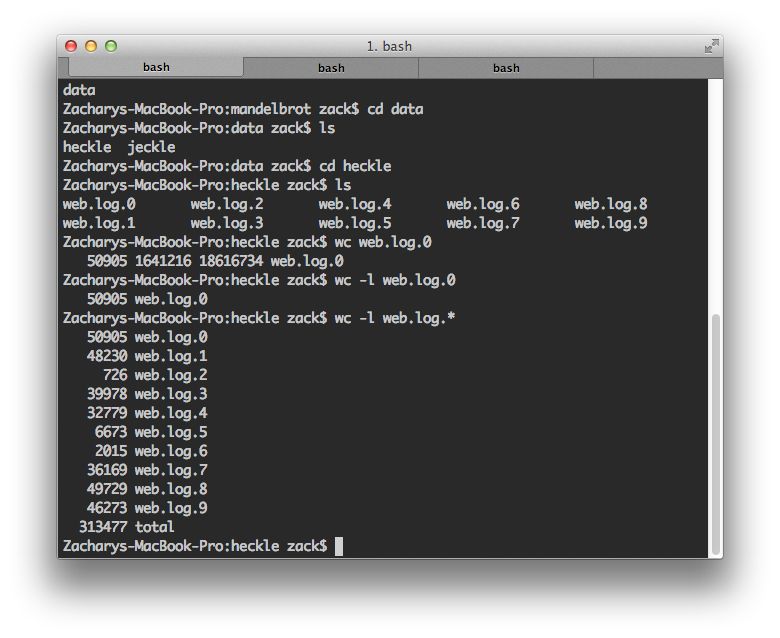 1. bash
bash bash bash
data
Zacharys-MacBook-Pro:mandelbrot zack$ cd data
Zacharys-MacBook-Pro:data zack$ ls
heckle  jeckle
Zacharys-MacBook-Pro:data zack$ cd heckle
Zacharys-MacBook-Pro:heckle zack$ ls
web.log.0       web.log.2       web.log.4       web.log.6       web.log.8
web.log.1       web.log.3       web.log.5       web.log.7       web.log.9
Zacharys-MacBook-Pro:heckle zack$ wc web.log.0
   50905 1641216 18616734 web.log.0
Zacharys-MacBook-Pro:heckle zack$ wc -l web.log.0
   50905 web.log.0
Zacharys-MacBook-Pro:heckle zack$ wc -l web.log.*
   50905 web.log.0
   48230 web.log.1
     726 web.log.2
   39978 web.log.3
   32779 web.log.4
    6673 web.log.5
    2015 web.log.6
   36169 web.log.7
   49729 web.log.8
   46273 web.log.9
  313477 total
Zacharys-MacBook-Pro:heckle zack$